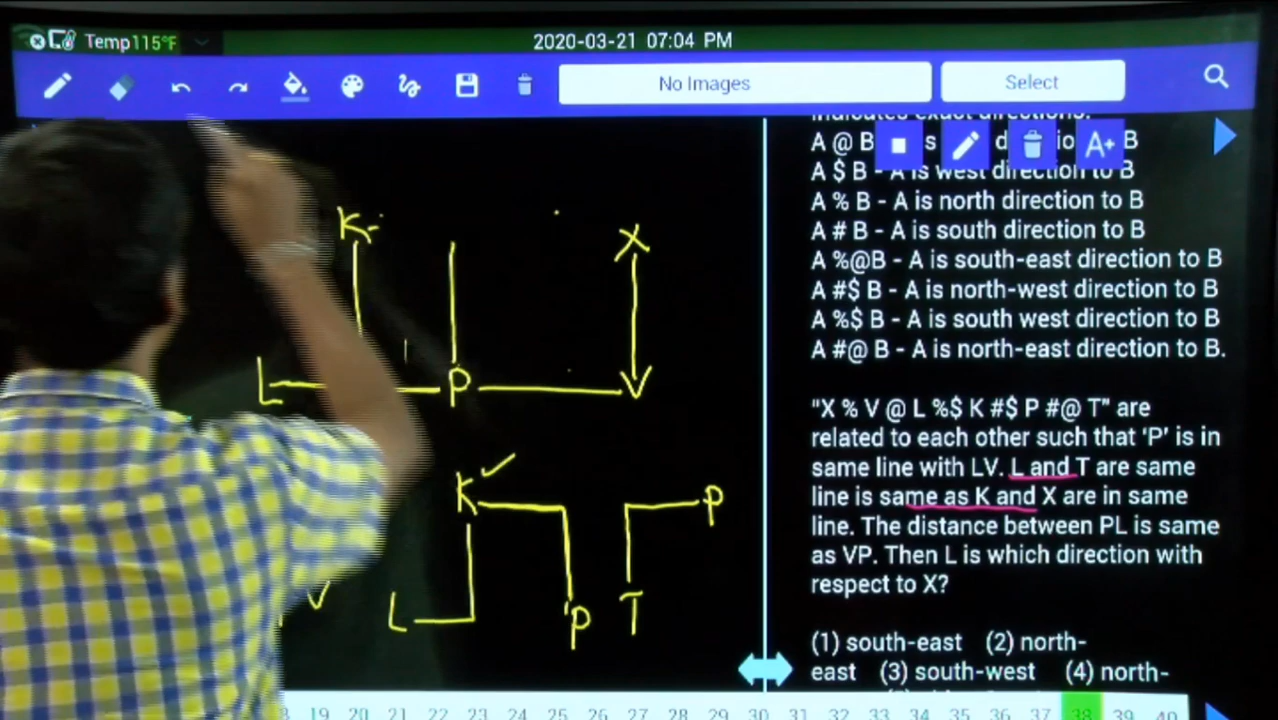 Temp115°F
2020-03-21 07:04 PM
No Images
Select
A+
indicates exact directions.
A @ B
B
A $ B - A is west direction to B
A % B - A is north direction to B
A # B - A is south direction to B
A %@B - A is south-east direction to B
A #$ B - A is north-west direction to B
A %$ B - A is south west direction to B
A #@ B - A is north-east direction to B.
"X % V @ L %$ K #$ P #@ T" are
related to each other such that 'P' is in
same line with LV. L and T are same
line is same as K and X are in same
line. The distance between PL is same
as VP. Then L is which direction with
respect to X?
(1) south-east (2) north-
east (3) south-west (4) north-
K
X
L
P
V
K
P
V
L
P
T
19 20 21 22 23 24 25 26 27 28 29 30 31 32 33 34 35 36 37 38 39 40